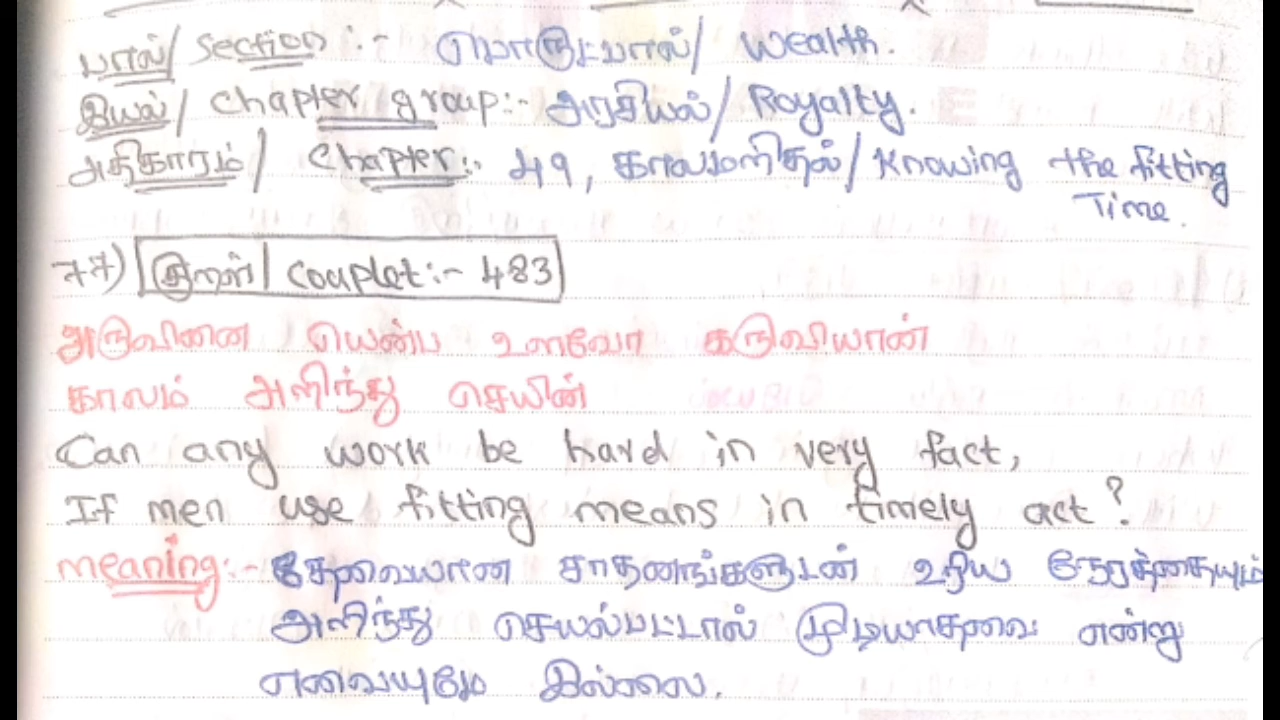 பால்/ Section :- பொருட்பால்/ Wealth.
இயல்/ Chapter group:- அரசியல்/ Royalty.
அதிகாரம்/ Chapter:- 49, காலமறிதல்/ Knowing the fitting
Time.
77) குறள்/ Couplet:- 483
அருவினை யென்ப உளவோ கருவியான்
காலம் அறிந்து செயின்
Can any work be hard in very fact,
If men use fitting means in timely act?
meaning:- தேவையான சாதனங்களுடன் உரிய நேரத்தையும்
அறிந்து செயல்பட்டால் முடியாதவை என்று
எவையுமே இல்லை.